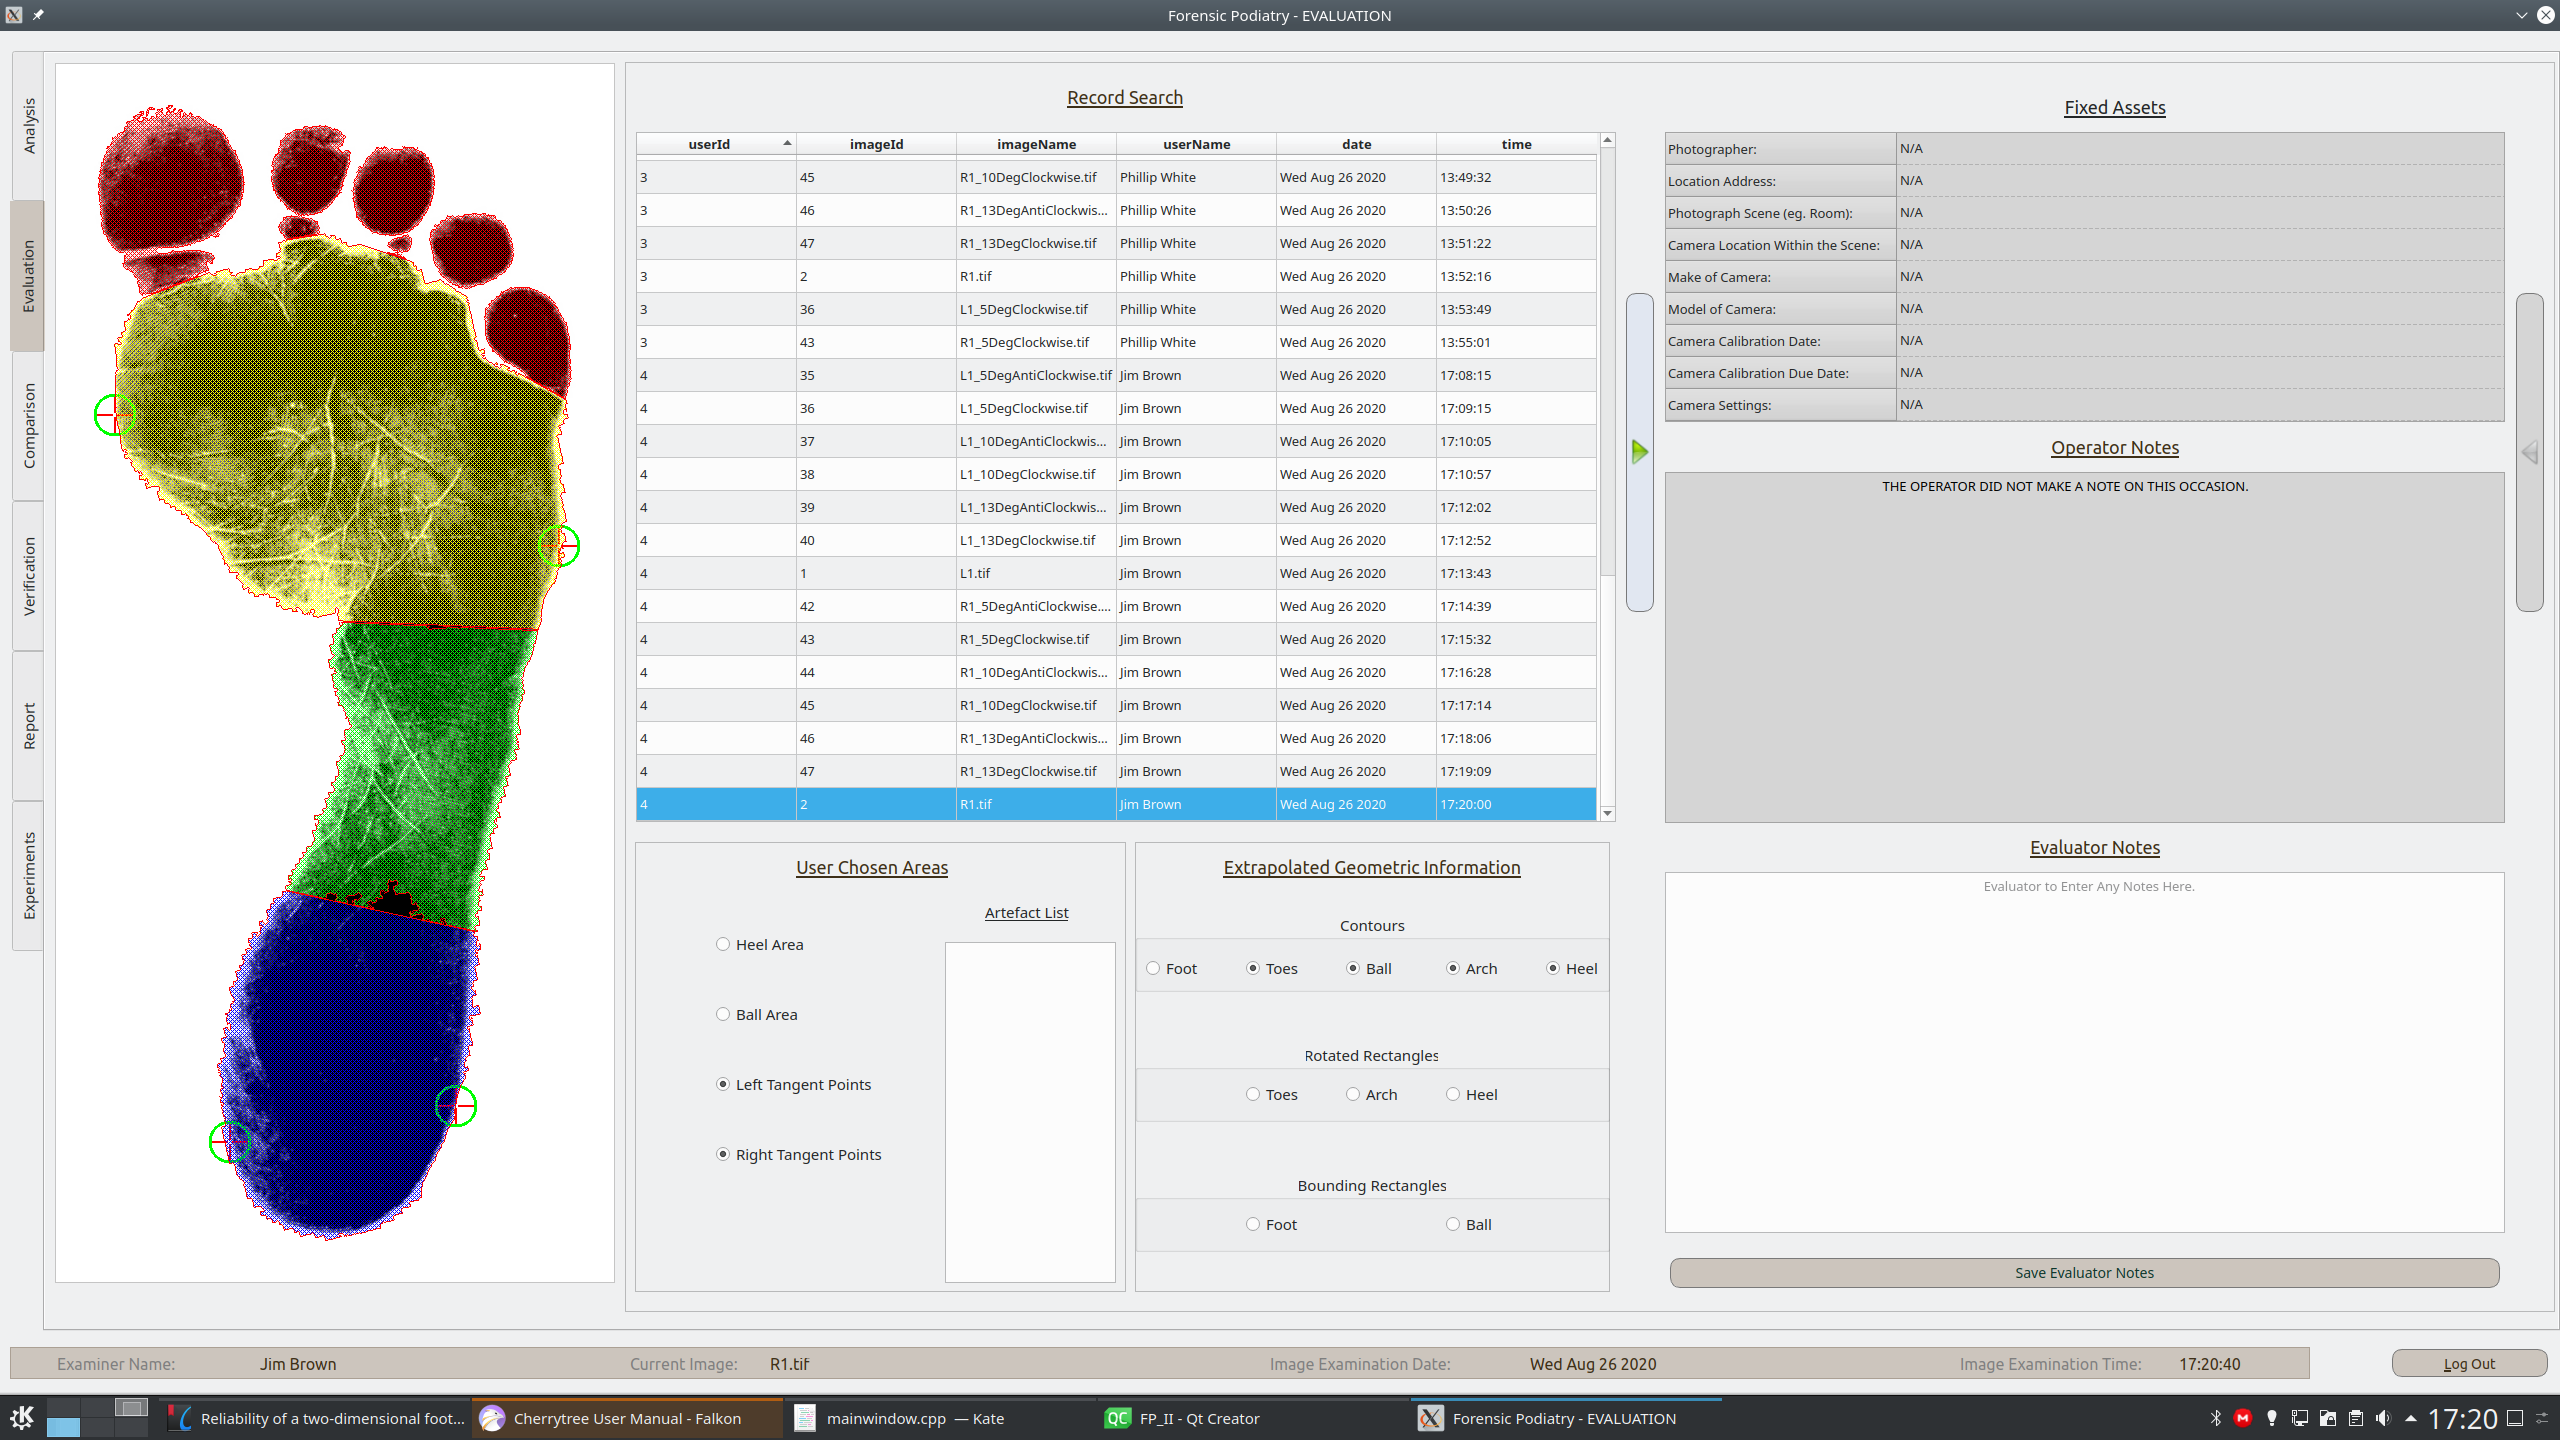 Forensic Podiatry - EVALUATION
Analysis
Evaluation
Comparison
Verification
Report
Experiments
Record Search
userId imageId imageName userName date time
3 45 R1_10DegClockwise.tif Phillip White Wed Aug 26 2020 13:49:32
3 46 R1_13DegAntiClockwis... Phillip White Wed Aug 26 2020 13:50:26
3 47 R1_13DegClockwise.tif Phillip White Wed Aug 26 2020 13:51:22
3 2 R1.tif Phillip White Wed Aug 26 2020 13:52:16
3 36 L1_5DegClockwise.tif Phillip White Wed Aug 26 2020 13:53:49
3 43 R1_5DegClockwise.tif Phillip White Wed Aug 26 2020 13:55:01
4 35 L1_5DegAntiClockwise.tif Jim Brown Wed Aug 26 2020 17:08:15
4 36 L1_5DegClockwise.tif Jim Brown Wed Aug 26 2020 17:09:15
4 37 L1_10DegAntiClockwis... Jim Brown Wed Aug 26 2020 17:10:05
4 38 L1_10DegClockwise.tif Jim Brown Wed Aug 26 2020 17:10:57
4 39 L1_13DegAntiClockwis... Jim Brown Wed Aug 26 2020 17:12:02
4 40 L1_13DegClockwise.tif Jim Brown Wed Aug 26 2020 17:12:52
4 1 L1.tif Jim Brown Wed Aug 26 2020 17:13:43
4 42 R1_5DegAntiClockwise.... Jim Brown Wed Aug 26 2020 17:14:39
4 43 R1_5DegClockwise.tif Jim Brown Wed Aug 26 2020 17:15:32
4 44 R1_10DegAntiClockwis... Jim Brown Wed Aug 26 2020 17:16:28
4 45 R1_10DegClockwise.tif Jim Brown Wed Aug 26 2020 17:17:14
4 46 R1_13DegAntiClockwis... Jim Brown Wed Aug 26 2020 17:18:06
4 47 R1_13DegClockwise.tif Jim Brown Wed Aug 26 2020 17:19:09
4 2 R1.tif Jim Brown Wed Aug 26 2020 17:20:00
User Chosen Areas
Artefact List
Heel Area
Ball Area
Left Tangent Points
Right Tangent Points
Extrapolated Geometric Information
Contours
Foot Toes Ball Arch Heel
Rotated Rectangles
Toes Arch Heel
Bounding Rectangles
Foot Ball
Fixed Assets
Photographer: N/A
Location Address: N/A
Photograph Scene (eg. Room): N/A
Camera Location Within the Scene: N/A
Make of Camera: N/A
Model of Camera: N/A
Camera Calibration Date: N/A
Camera Calibration Due Date: N/A
Camera Settings: N/A
Operator Notes
THE OPERATOR DID NOT MAKE A NOTE ON THIS OCCASION.
Evaluator Notes
Evaluator to Enter Any Notes Here.
Save Evaluator Notes
Examiner Name: Jim Brown Current Image: R1.tif Image Examination Date: Wed Aug 26 2020 Image Examination Time: 17:20:40
Log Out
Reliability of a two-dimensional foot... Cherrytree User Manual - Falkon mainwindow.cpp — Kate QC FP_II - Qt Creator Forensic Podiatry - EVALUATION 17:20